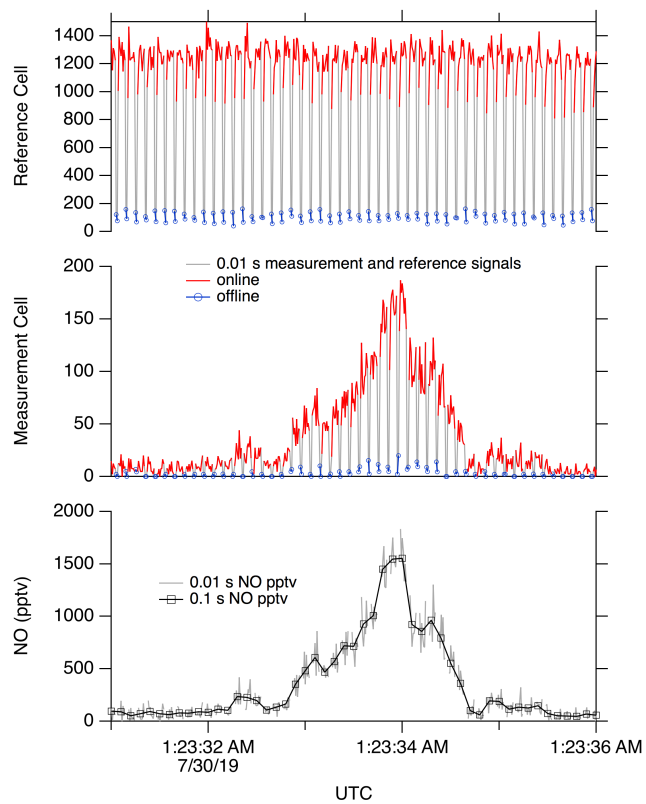 1400
1200
1000
800
600
400
200
0
Reference Cell
200
150
100
50
0
Measurement Cell
0.01 s measurement and reference signals
online
offline
2000
1500
1000
500
0
NO (pptv)
0.01 s NO pptv
0.1 s NO pptv
1:23:32 AM
7/30/19
1:23:34 AM
1:23:36 AM
UTC